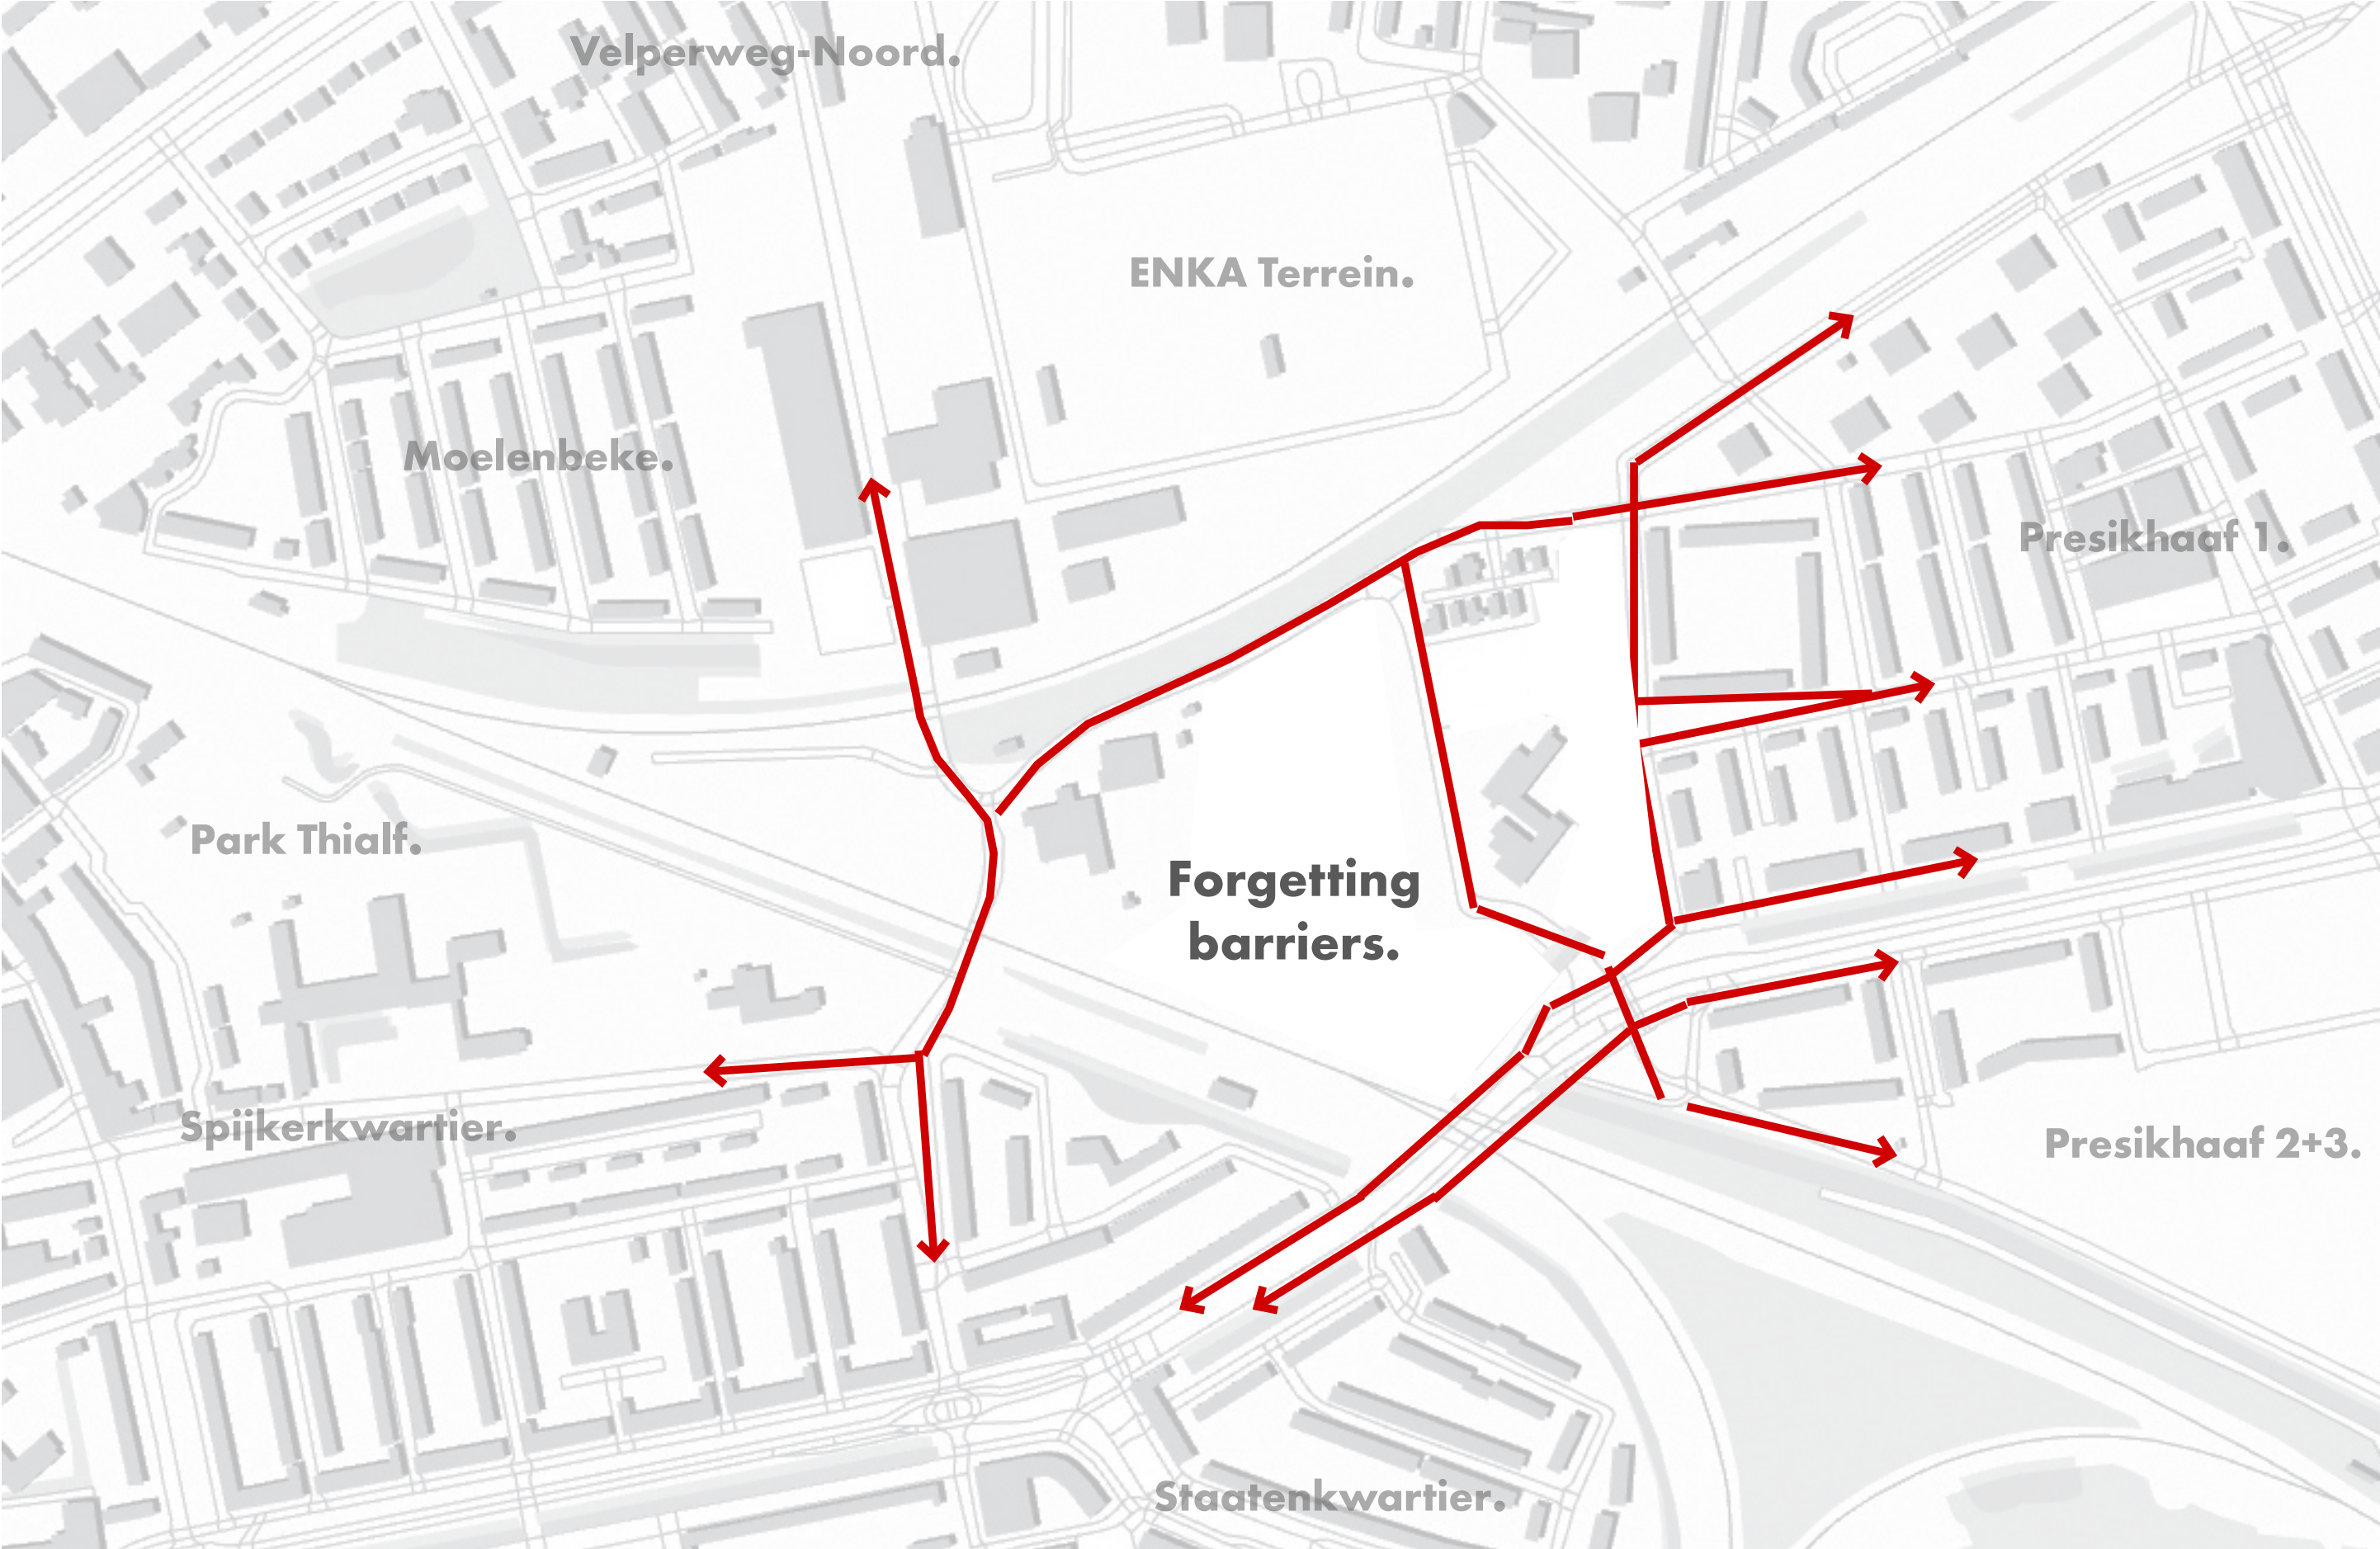 Velperweg-Noord.
ENKA Terrein.
Moelenbeke.
Presikhaaf 1.
Park Thialf.
Forgetting
barriers.
Spijkerkwartier.
Presikhaaf 2+3.
Staatenkwartier.